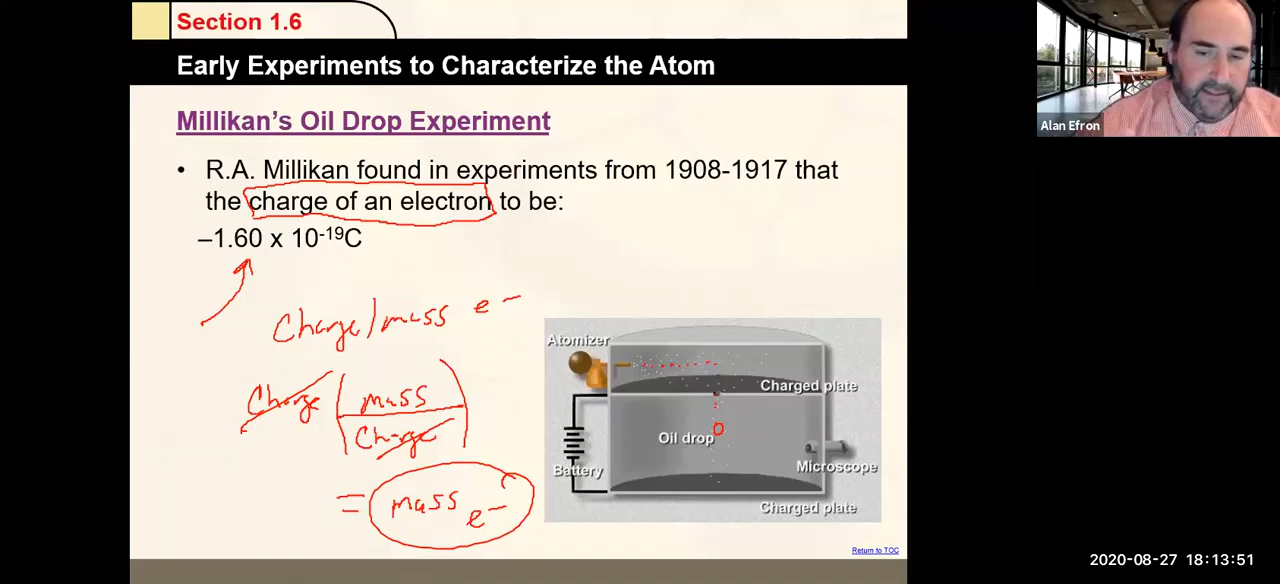 Section 1.6
Early Experiments to Characterize the Atom
Alan Efron
Millikan's Oil Drop Experiment
• R.A. Millikan found in experiments from 1908-1917 that
the charge of an electron to be:
–1.60 x 10-19C
Charge/mass e–
Charge (mass
Charge)
= mass e–
Atomizer
Charged plate
Oil drop
Battery
Microscope
Charged plate
Return to TOC
2020-08-27 18:13:51